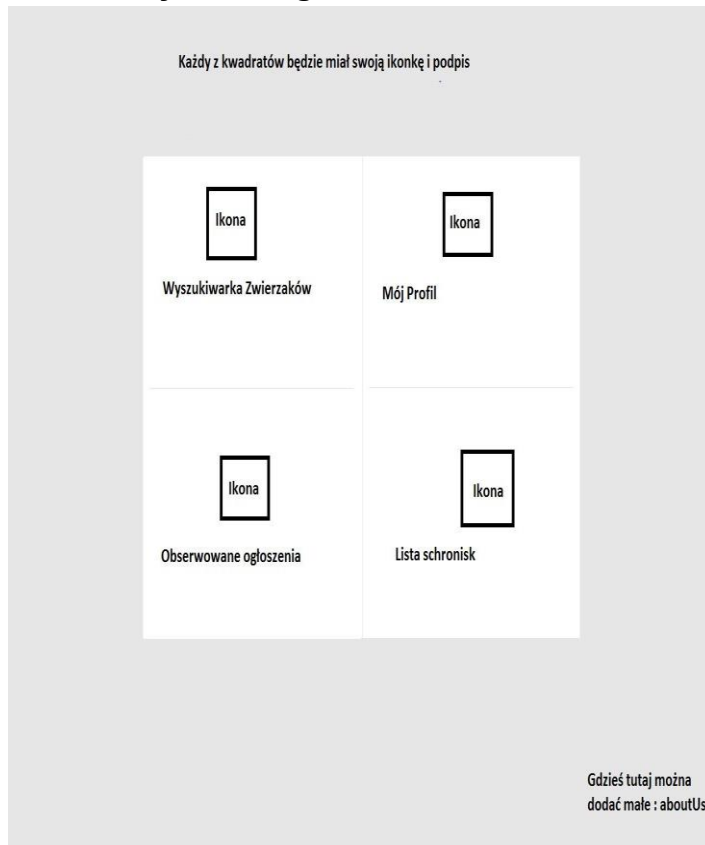 Każdy z kwadratów będzie miał swoją ikonkę i podpis
Ikona
Ikona
Wyszukiwarka Zwierzaków
Mój Profil
Ikona
Ikona
Obserwowane ogłoszenia
Lista schronisk
Gdzieś tutaj można
dodać małe : aboutUs